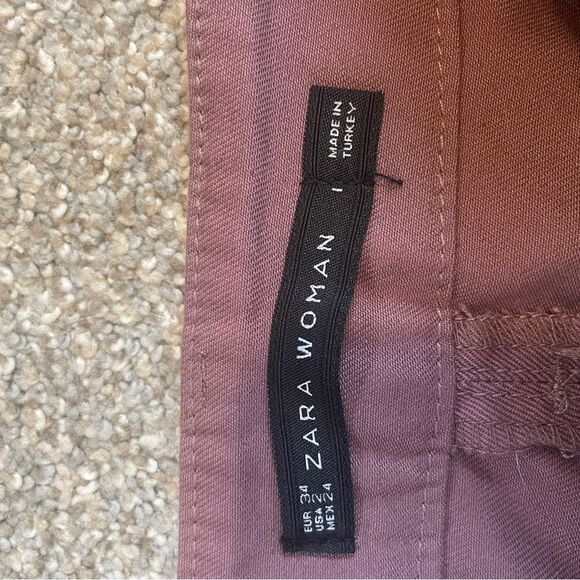 EUR 34
USA 2
MEX 24
ZARA WOMAN
MADE IN
TURKEY